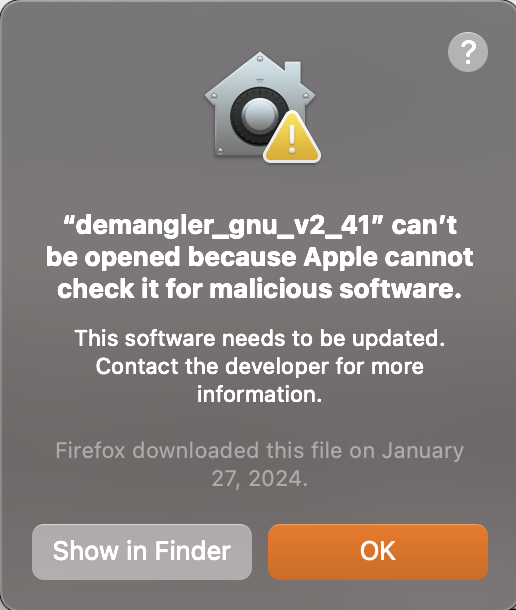 ?
“demangler_gnu_v2_41” can’t
be opened because Apple cannot
check it for malicious software.
This software needs to be updated.
Contact the developer for more
information.
Firefox downloaded this file on January
27, 2024.
Show in Finder
OK